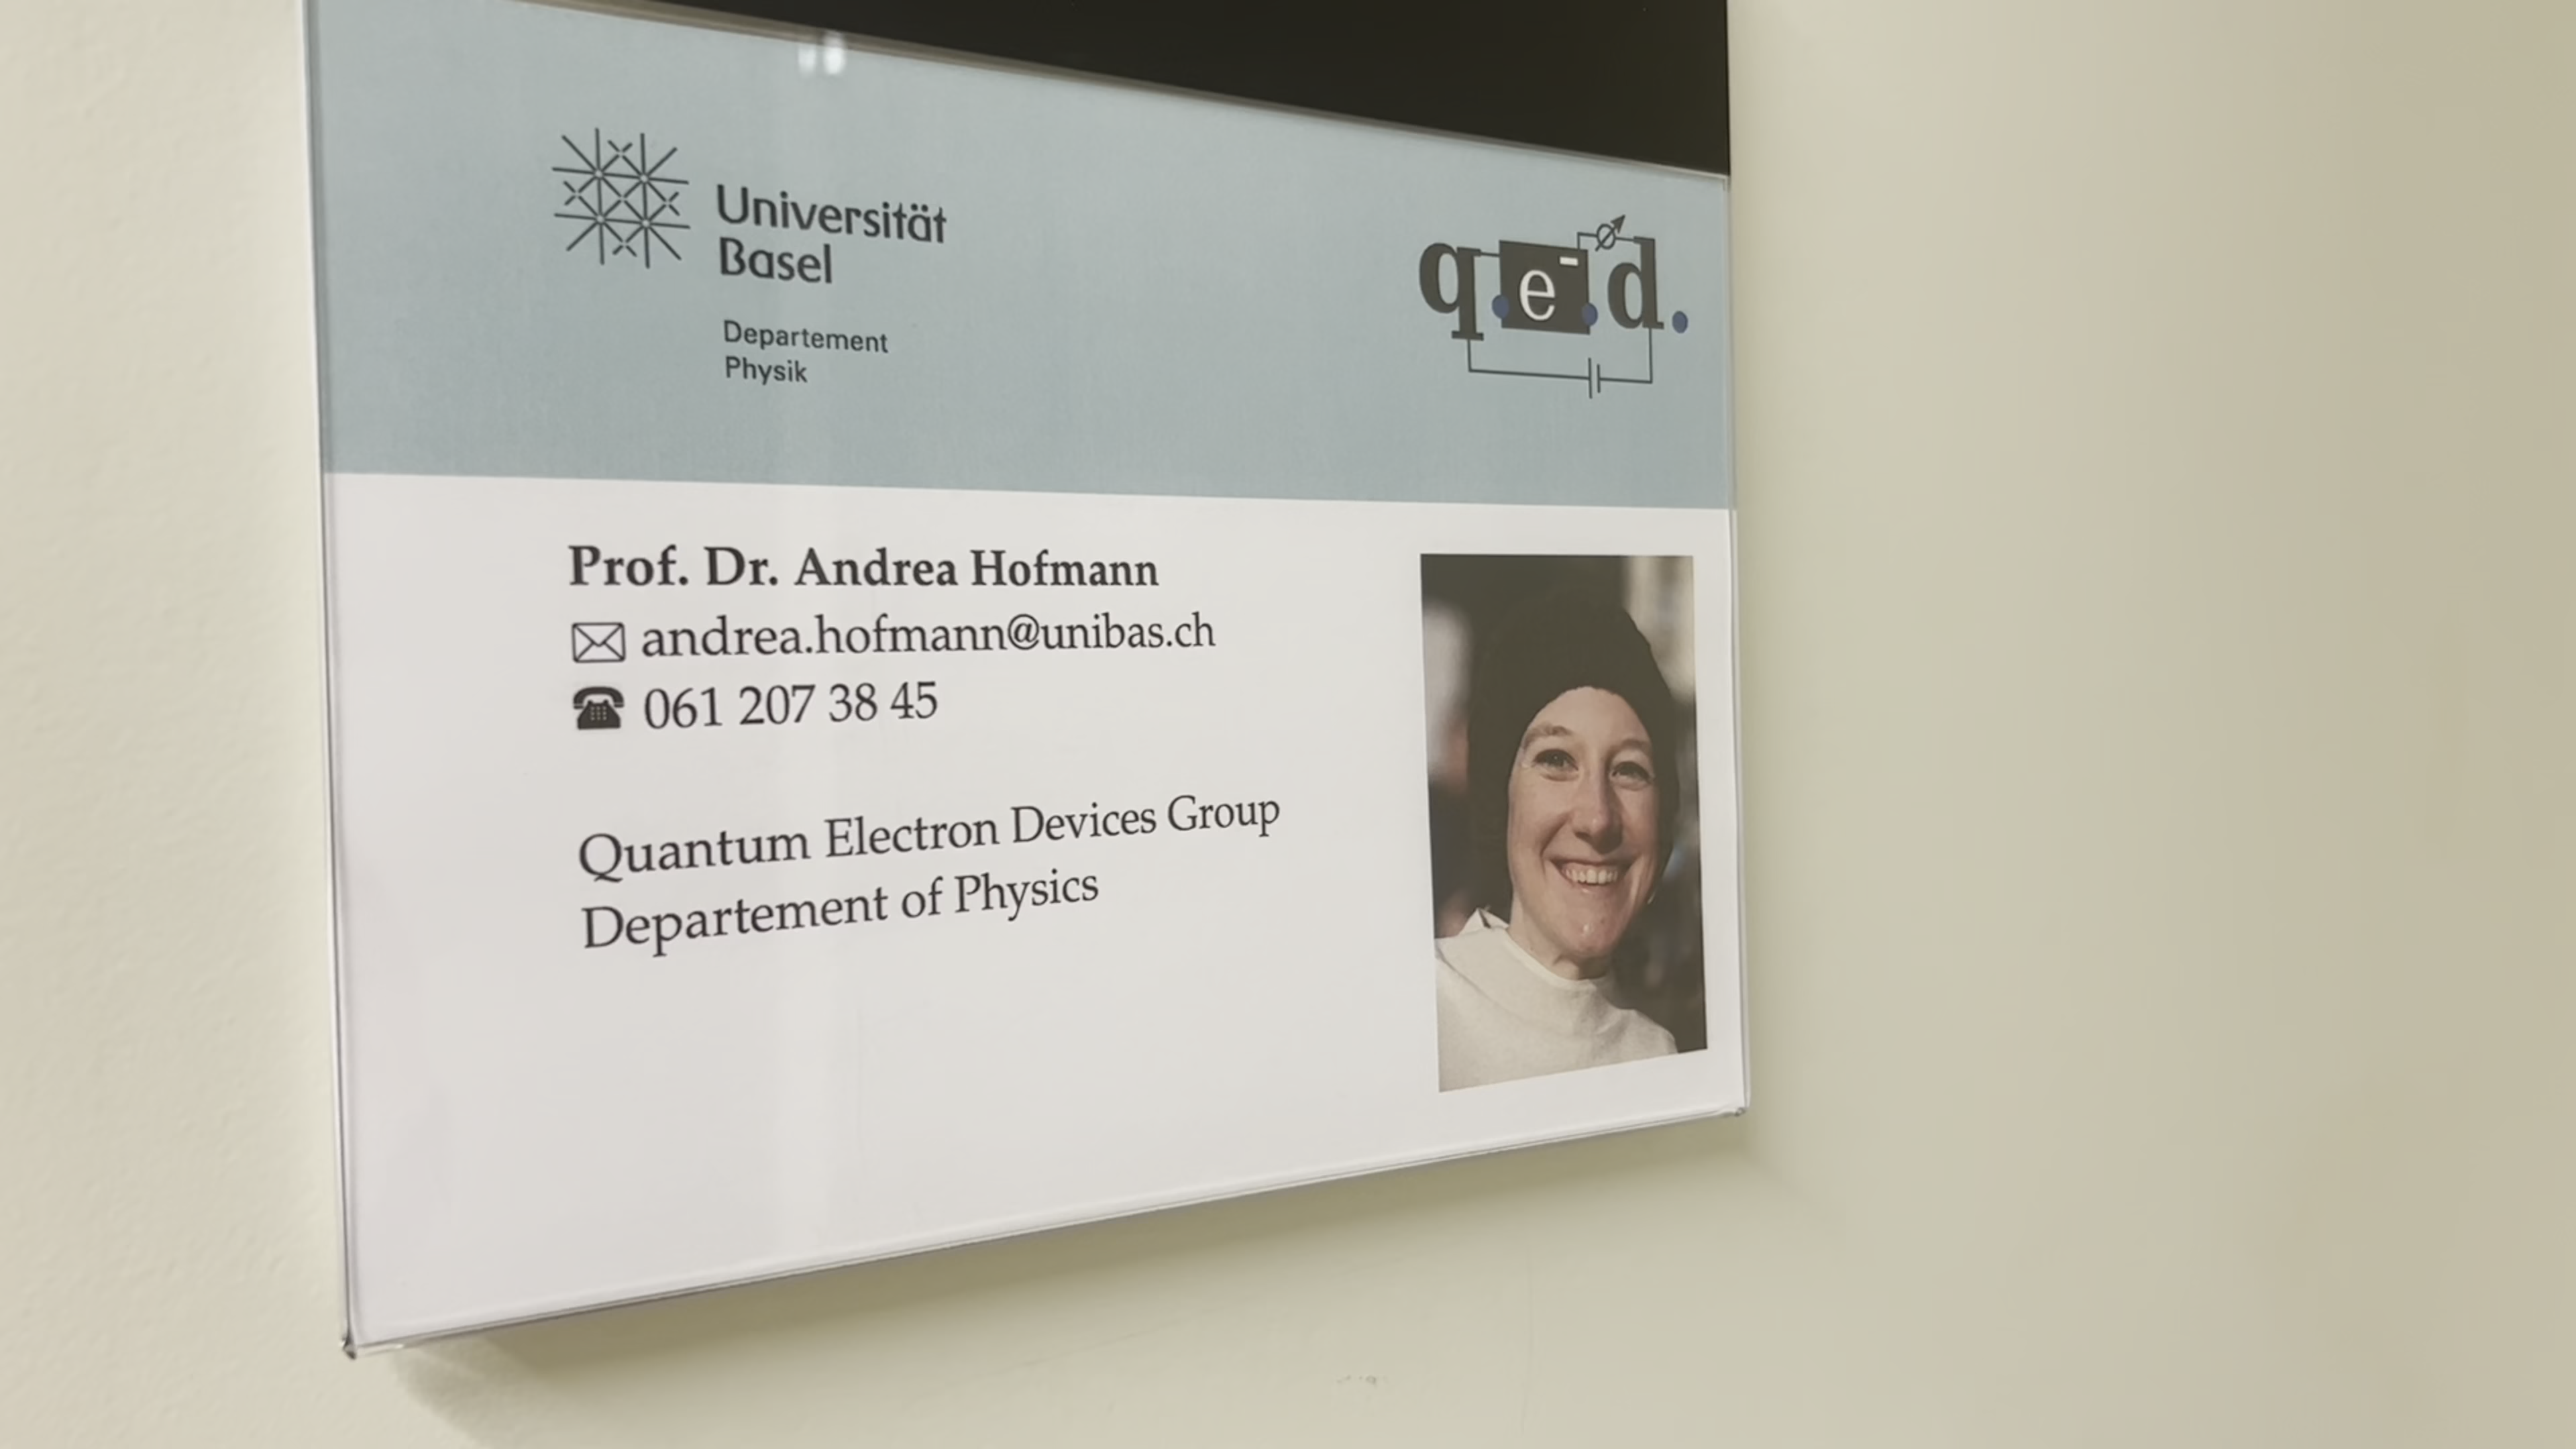 Universität
Basel
Departement
Physik
q.e-.d.
Prof. Dr. Andrea Hofmann
andrea.hofmann@unibas.ch
061 207 38 45
Quantum Electron Devices Group
Departement of Physics